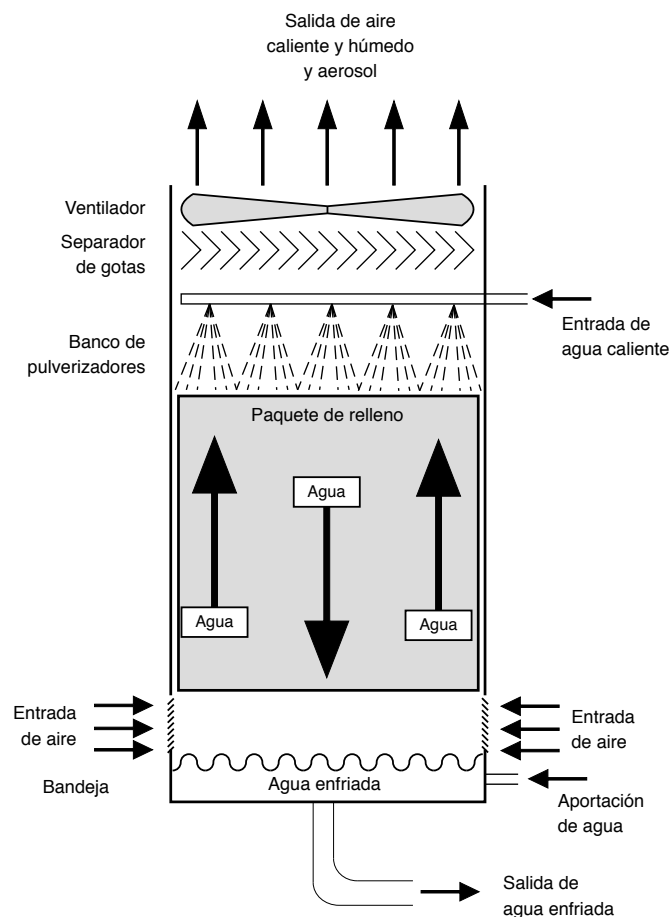 Salida de aire
caliente y húmedo
y aerosol
Ventilador
Separador
de gotas
Entrada de
agua caliente
Banco de
pulverizadores
Paquete de relleno
Agua
Agua
Agua
Entrada
de aire
Entrada
de aire
Bandeja
Agua enfriada
Aportación
de agua
Salida de
agua enfriada